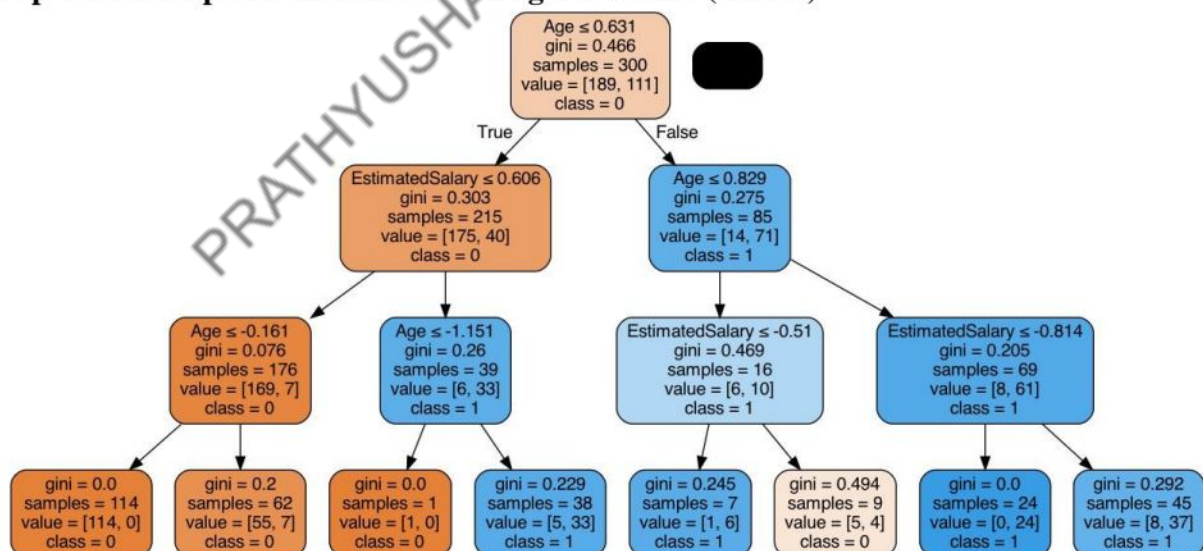 PRATHYUSHA
Age ≤ 0.631
gini = 0.466
samples = 300
value = [189, 111]
class = 0
True
False
EstimatedSalary ≤ 0.606
gini = 0.303
samples = 215
value = [175, 40]
class = 0
Age ≤ 0.829
gini = 0.275
samples = 85
value = [14, 71]
class = 1
Age ≤ -0.161
gini = 0.076
samples = 176
value = [169, 7]
class = 0
Age ≤ -1.151
gini = 0.26
samples = 39
value = [6, 33]
class = 1
EstimatedSalary ≤ -0.51
gini = 0.469
samples = 16
value = [6, 10]
class = 1
EstimatedSalary ≤ -0.814
gini = 0.205
samples = 69
value = [8, 61]
class = 1
gini = 0.0
samples = 114
value = [114, 0]
class = 0
gini = 0.2
samples = 62
value = [55, 7]
class = 0
gini = 0.0
samples = 1
value = [1, 0]
class = 0
gini = 0.229
samples = 38
value = [5, 33]
class = 1
gini = 0.245
samples = 7
value = [1, 6]
class = 1
gini = 0.494
samples = 9
value = [5, 4]
class = 0
gini = 0.0
samples = 24
value = [0, 24]
class = 1
gini = 0.292
samples = 45
value = [8, 37]
class = 1